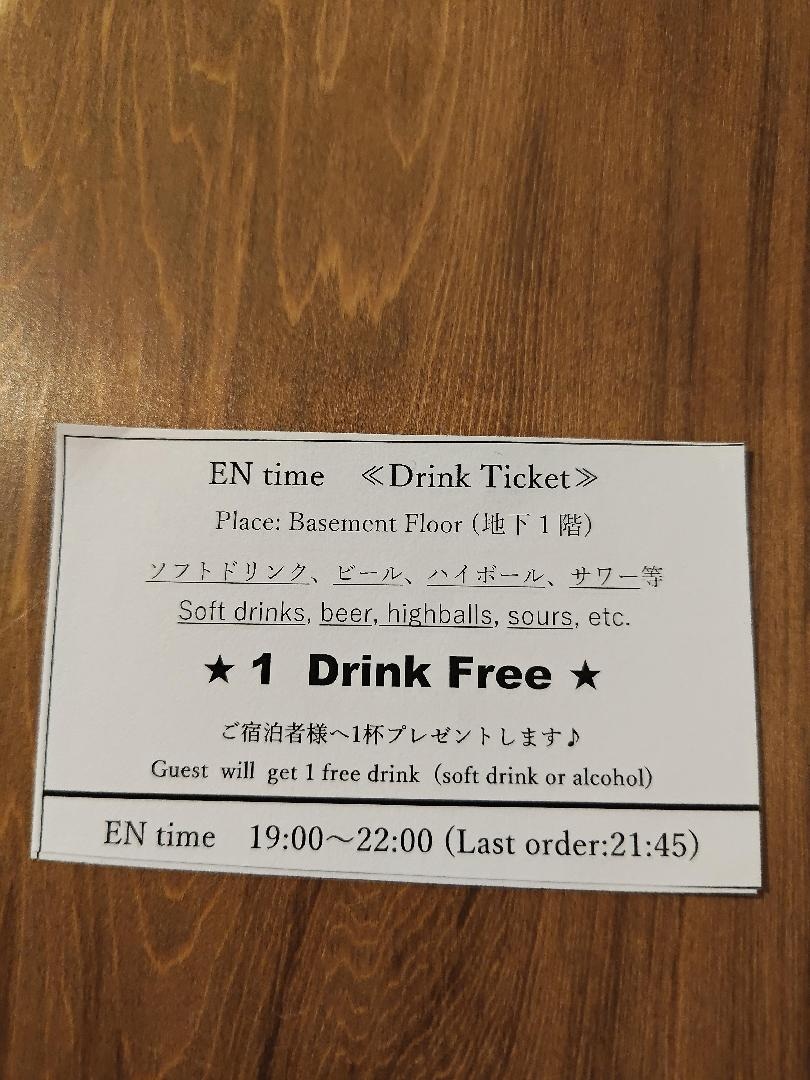 EN time ≪Drink Ticket≫
Place: Basement Floor (地下1階)
ソフトドリンク、ビール、ハイボール、サワー等
Soft drinks, beer, highballs, sours, etc.
★ 1 Drink Free ★
ご宿泊者様へ1杯プレゼントします♪
Guest will get 1 free drink (soft drink or alcohol)
EN time 19:00～22:00 (Last order:21:45)